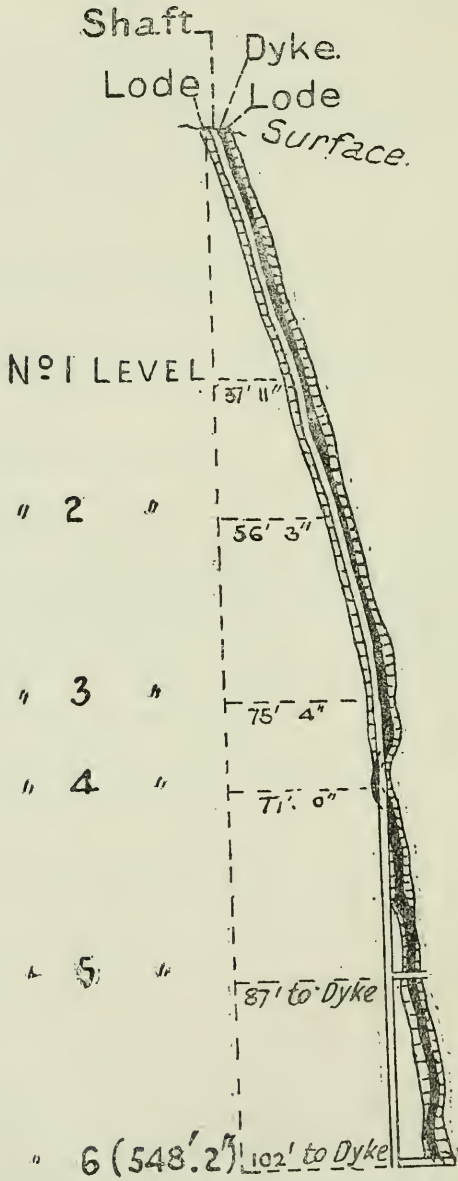 Shaft
Dyke.
Lode
Lode
Surface.
Nº 1 LEVEL
37' 11"
" 2 "
56' 3"
" 3 "
75' 4"
" 4 "
71'. 0"
" 5 "
87' to Dyke
" 6 (548'.2")
102' to Dyke